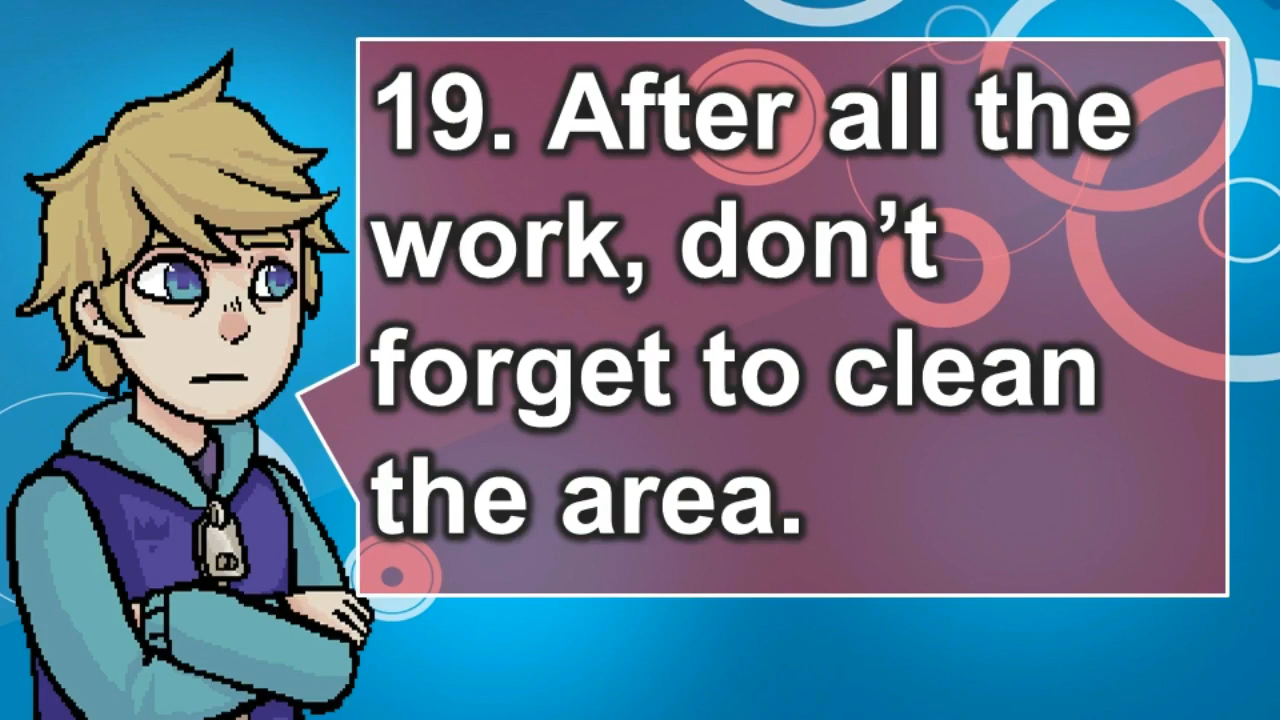 19. After all the
work, don’t
forget to clean
the area.